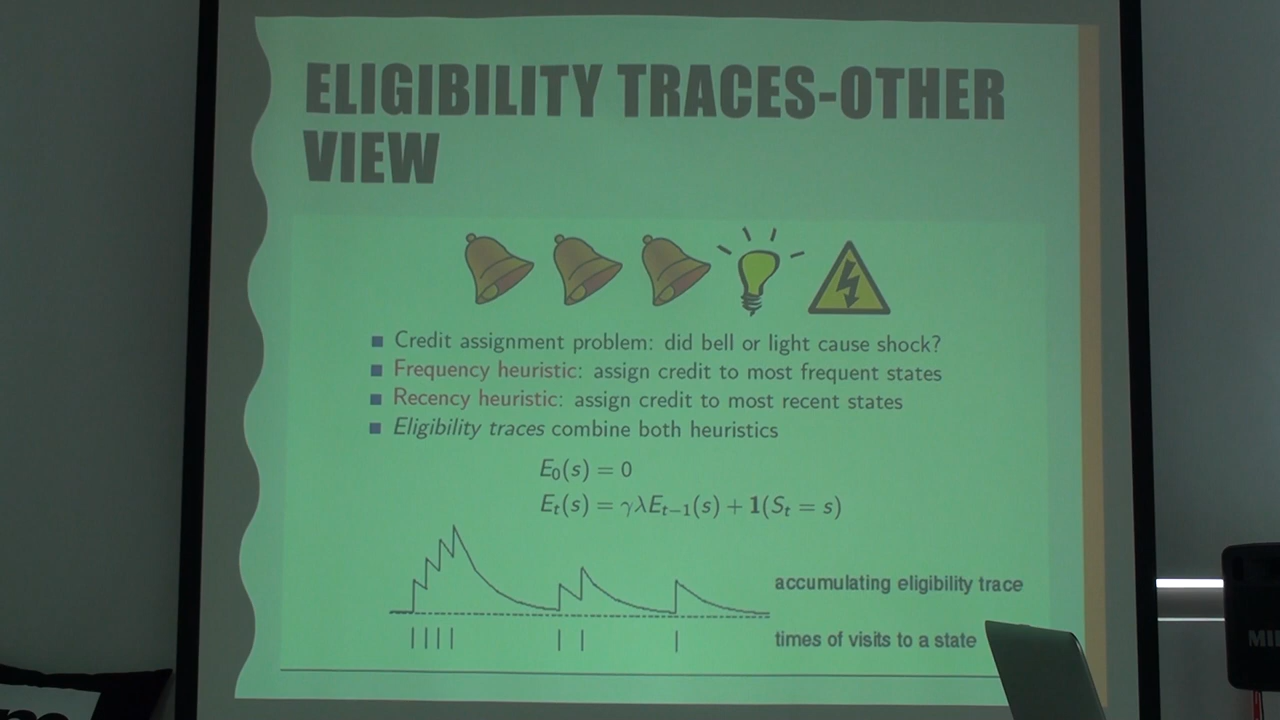 ELIGIBILITY TRACES-OTHER
VIEW
Credit assignment problem: did bell or light cause shock?
Frequency heuristic: assign credit to most frequent states
Recency heuristic: assign credit to most recent states
Eligibility traces combine both heuristics
E₀(s) = 0
Eₜ(s) = γλEₜ₋₁(s) + 1(Sₜ = s)
accumulating eligibility trace
times of visits to a state